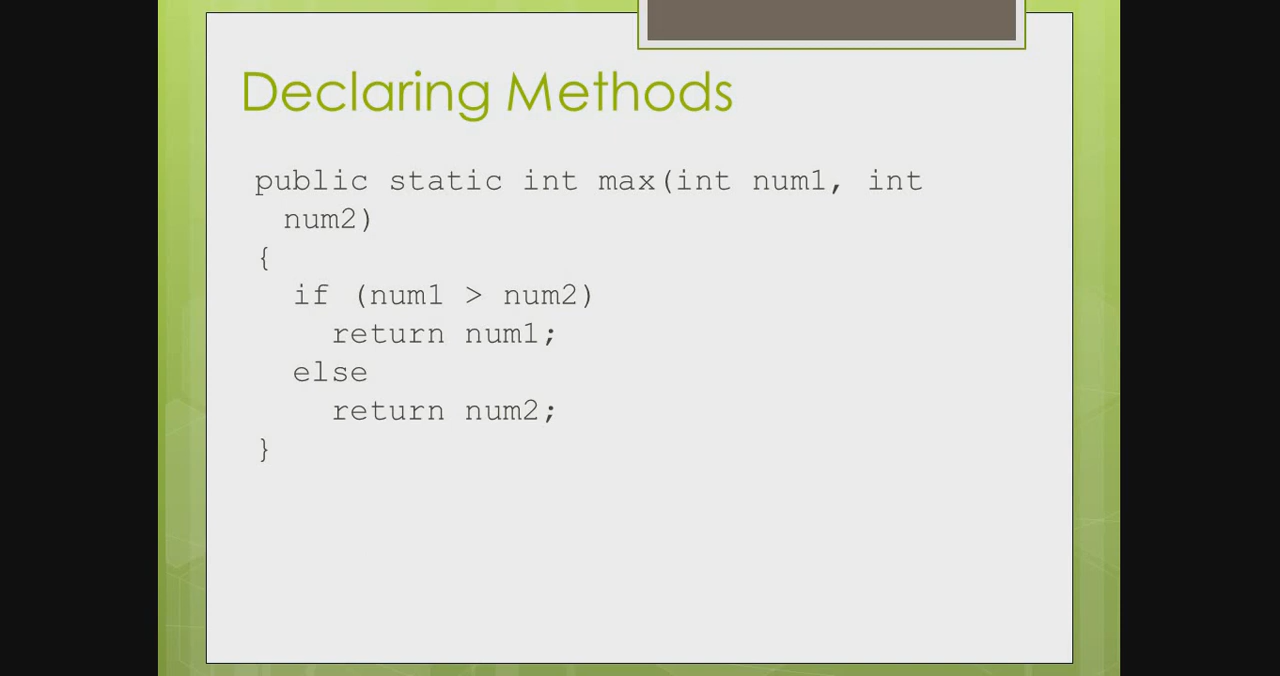 Declaring Methods
public static int max(int num1, int
num2)
{
if (num1 > num2)
return num1;
else
return num2;
}